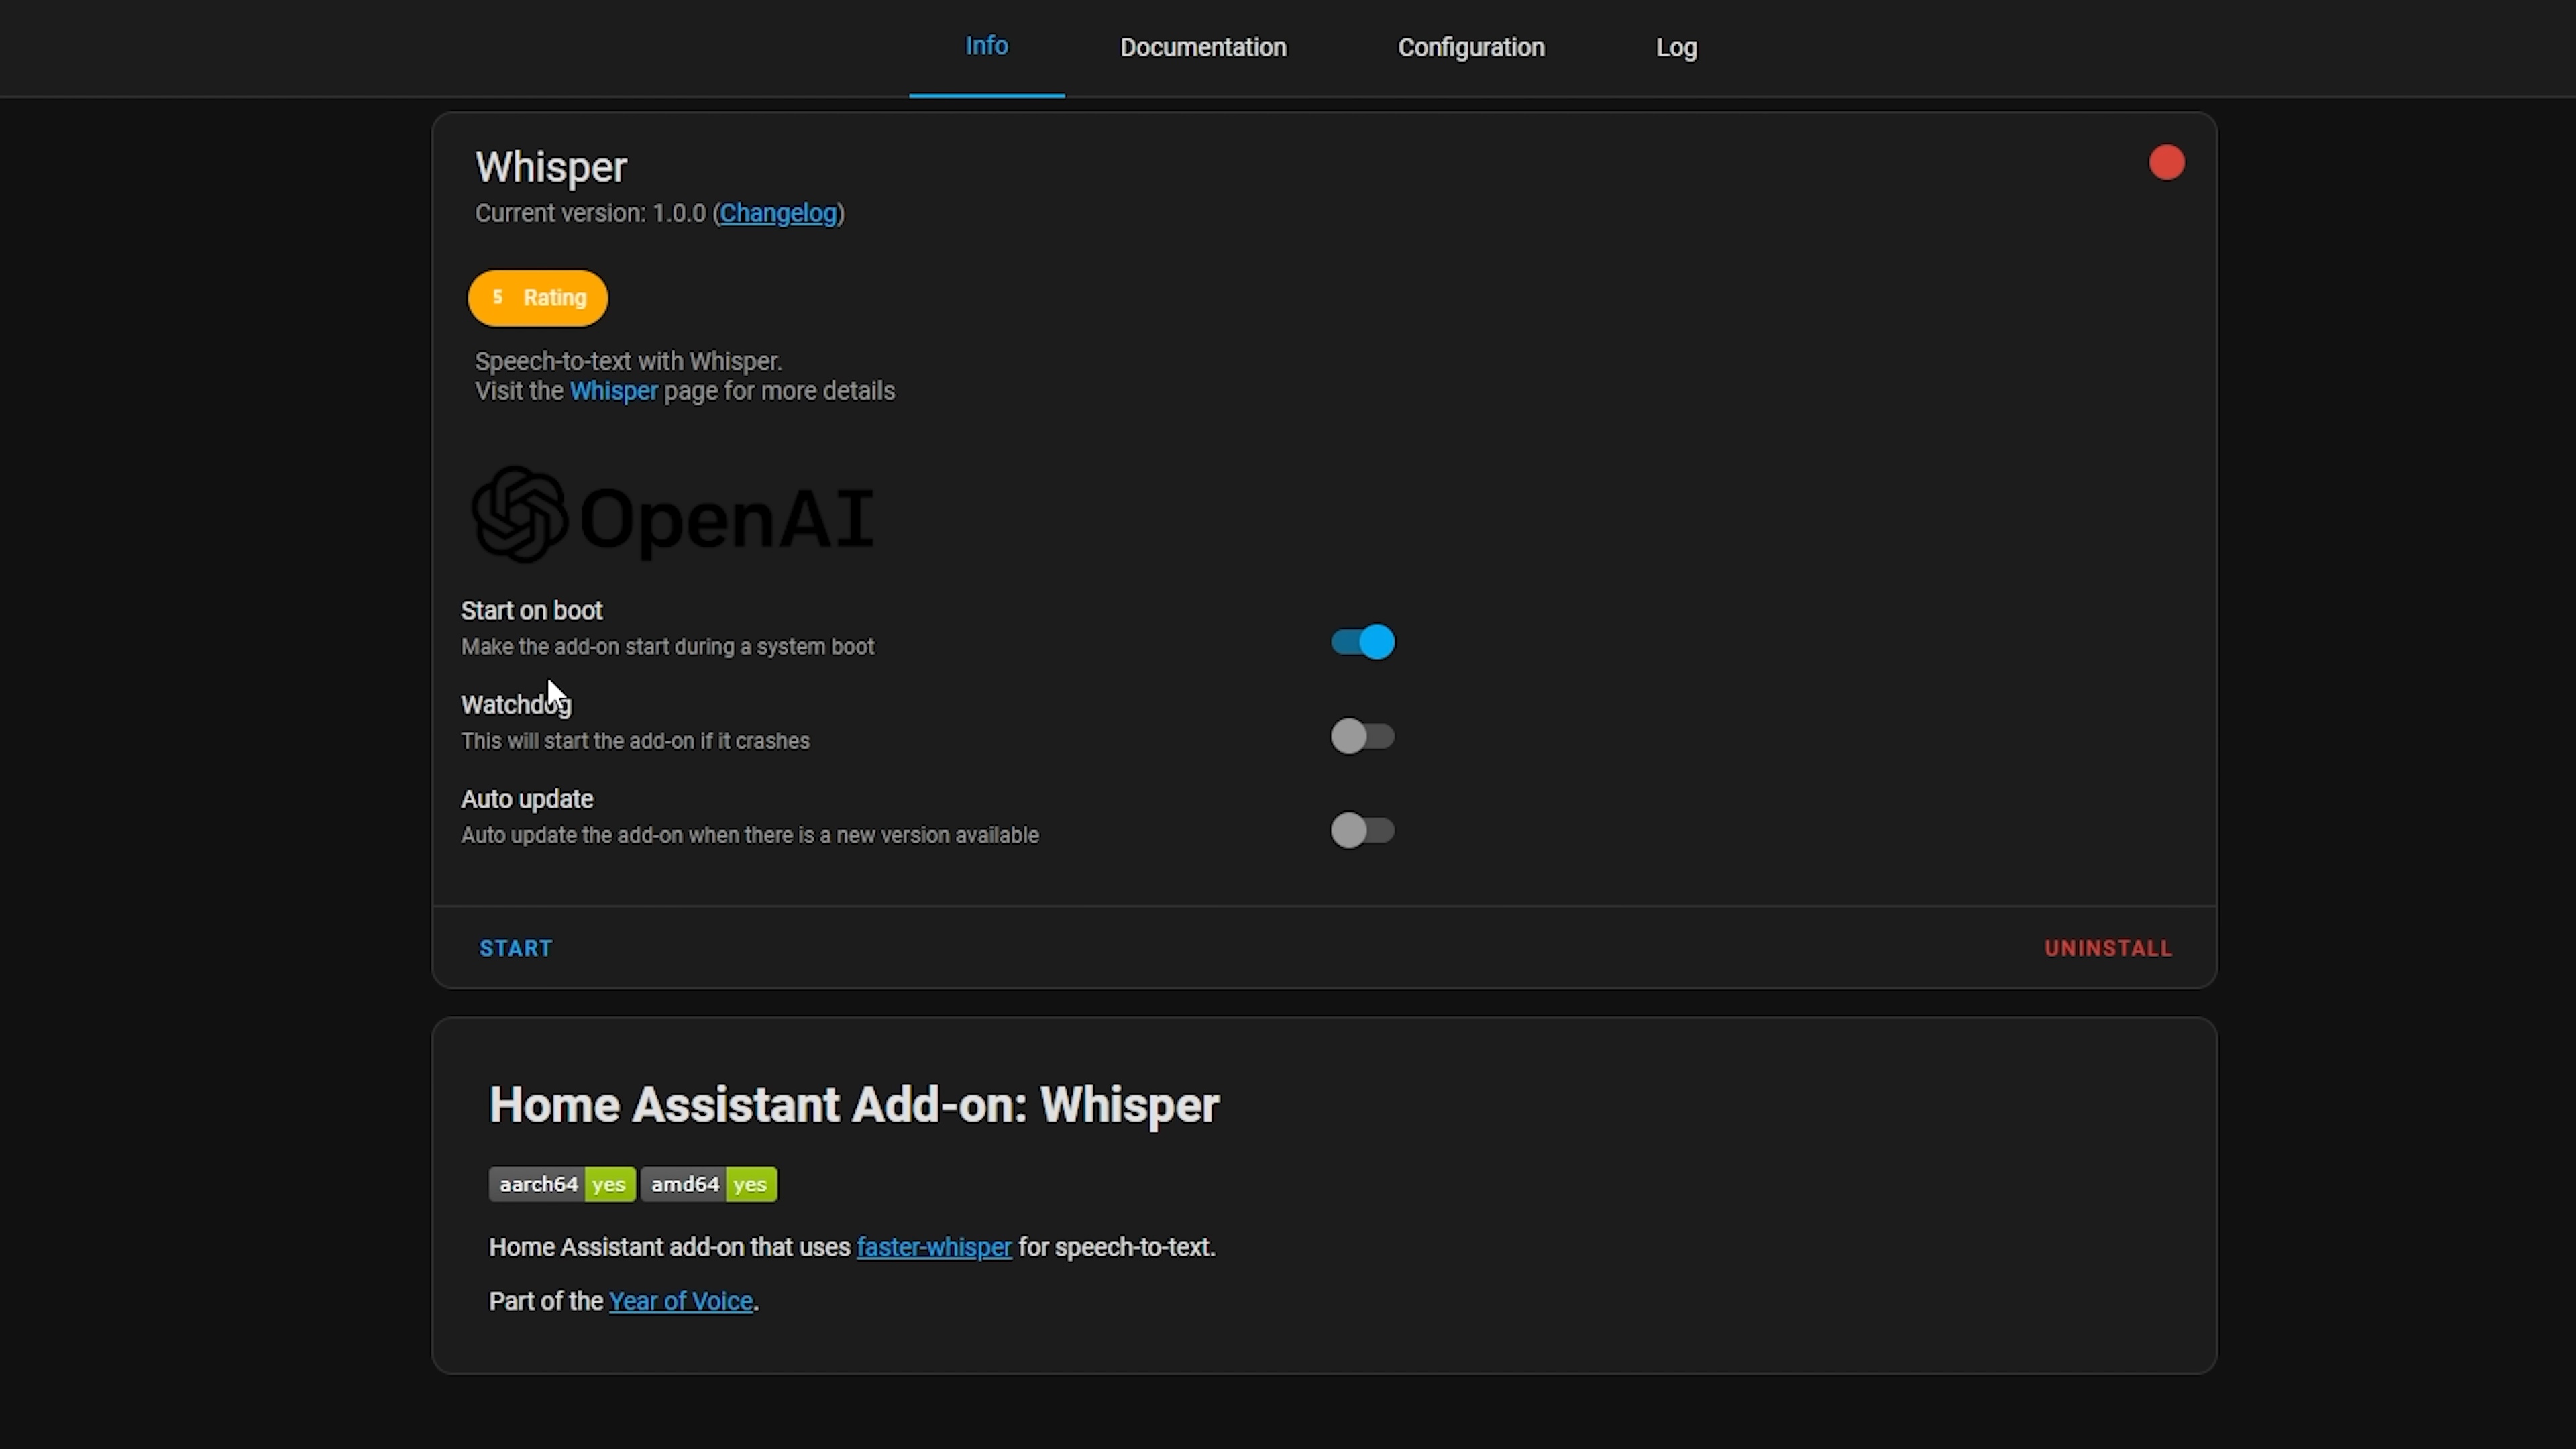 Info Documentation Configuration Log
Whisper
Current version: 1.0.0 (Changelog)
5 Rating
Speech-to-text with Whisper.
Visit the Whisper page for more details
OpenAI
Start on boot
Make the add-on start during a system boot
Watchdog
This will start the add-on if it crashes
Auto update
Auto update the add-on when there is a new version available
START UNINSTALL
Home Assistant Add-on: Whisper
aarch64 yes amd64 yes
Home Assistant add-on that uses faster-whisper for speech-to-text.
Part of the Year of Voice.